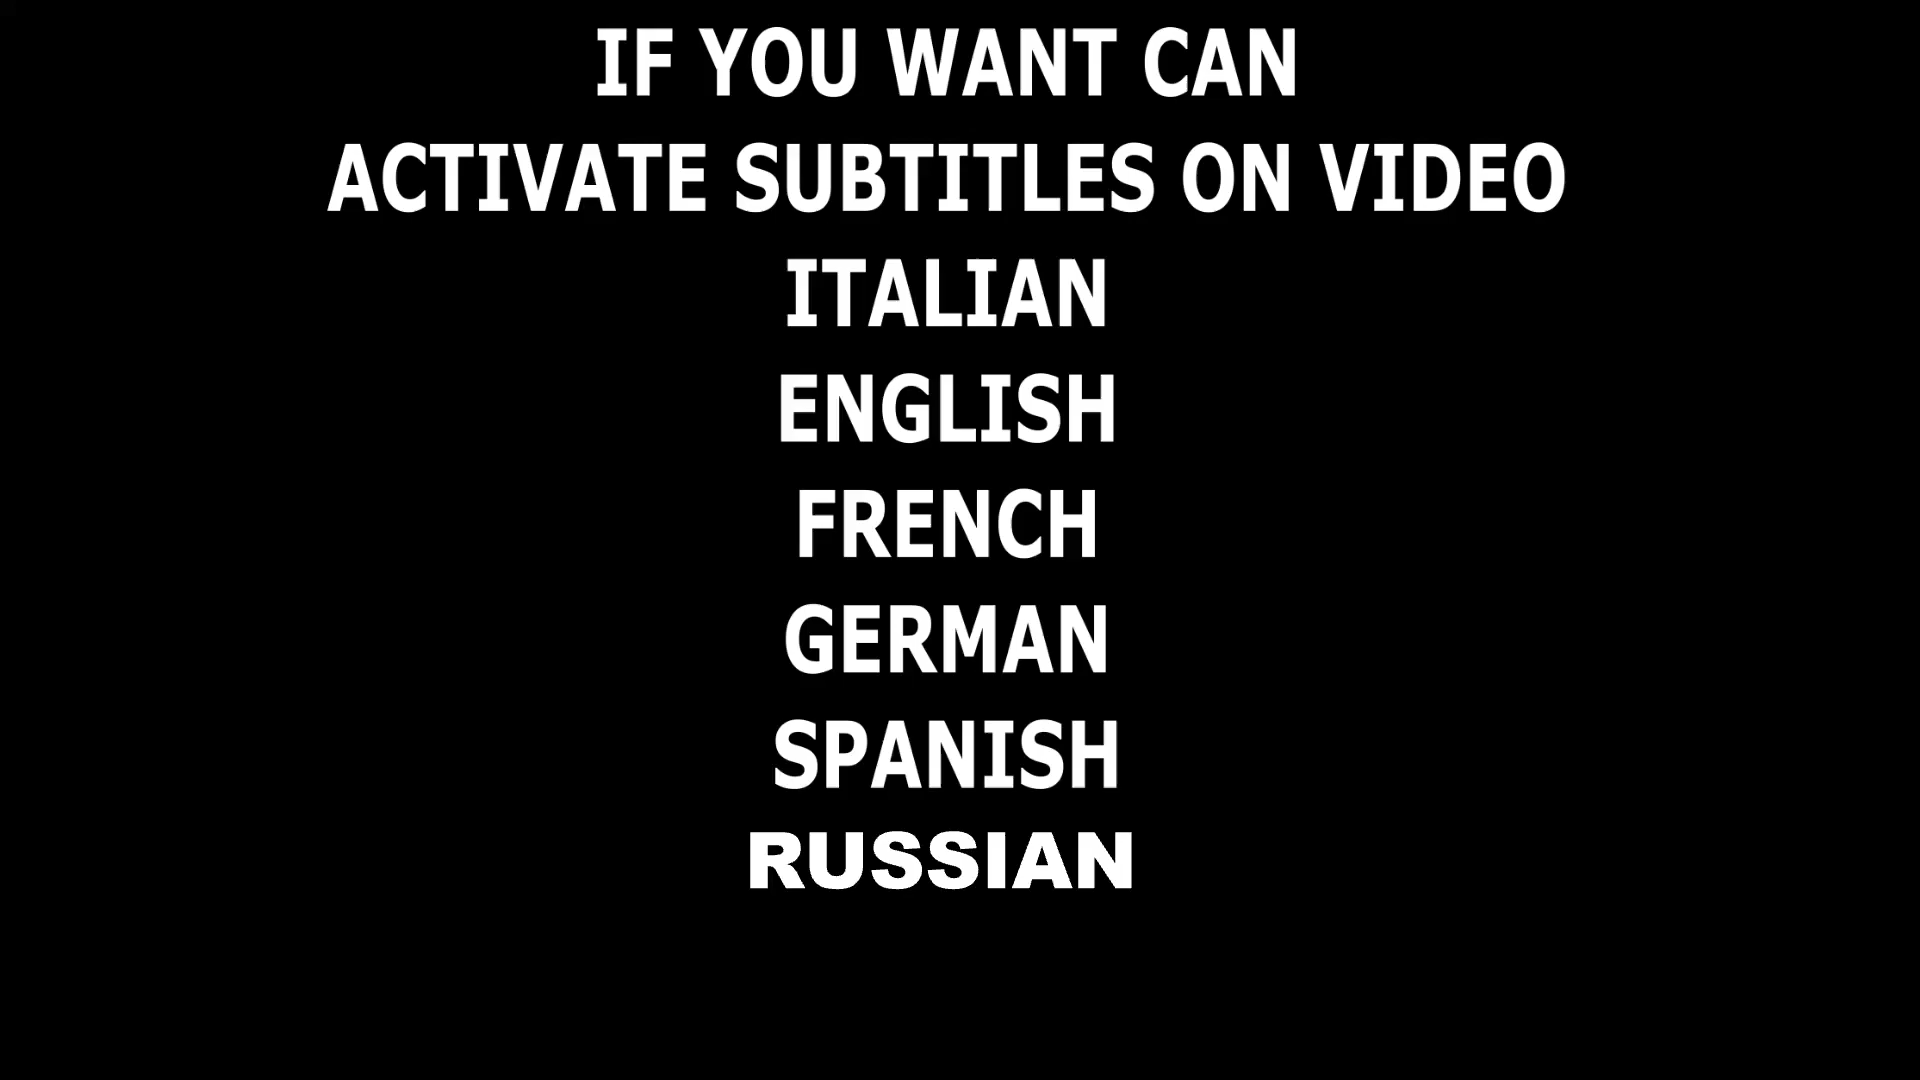 IF YOU WANT CAN
ACTIVATE SUBTITLES ON VIDEO
ITALIAN
ENGLISH
FRENCH
GERMAN
SPANISH
RUSSIAN